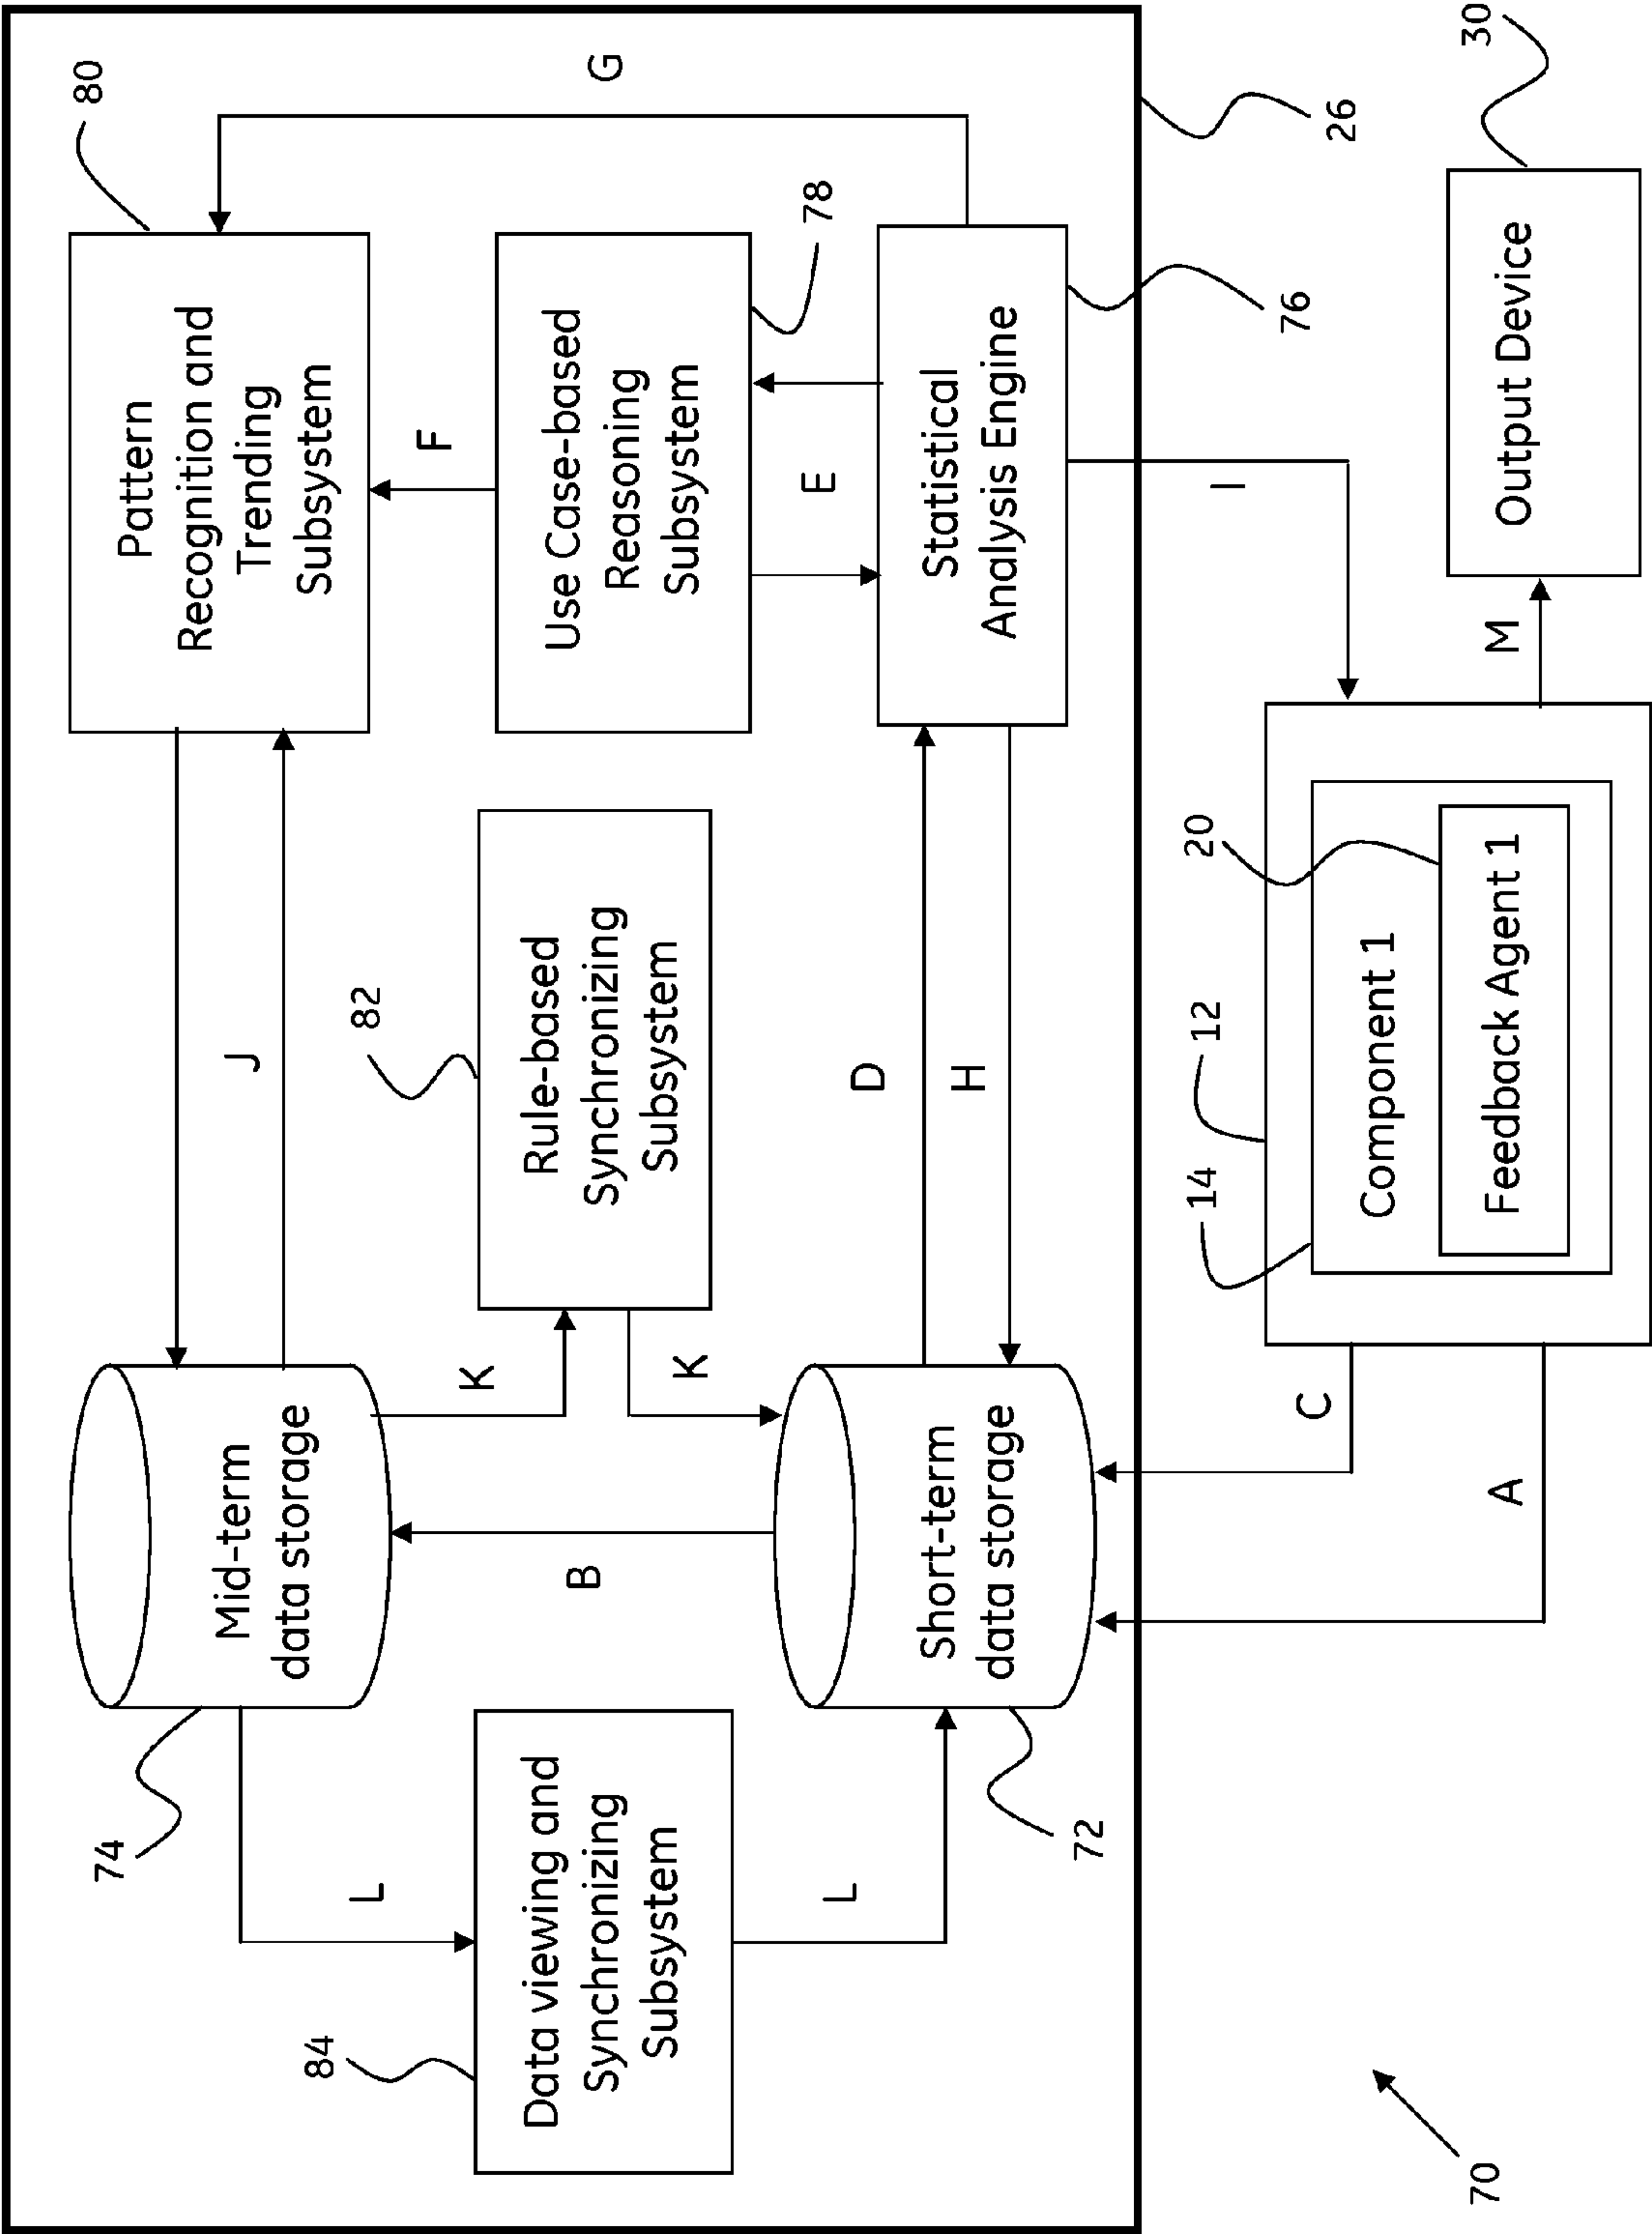 80
Mid-term
data storage
Pattern
Recognition and
Trending
Subsystem
74
J
G
L
K
F
84
82
Data viewing and
Synchronizing
Subsystem
B
Rule-based
Synchronizing
Subsystem
Use Case-based
Reasoning
Subsystem
78
L
K
E
D
Short-term
data storage
H
Statistical
Analysis Engine
72
76
26
C
A
14
12
20
I
Component 1
Feedback Agent 1
M
Output Device
30
70